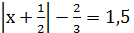 |x + 1/2| − 2/3 = 1,5